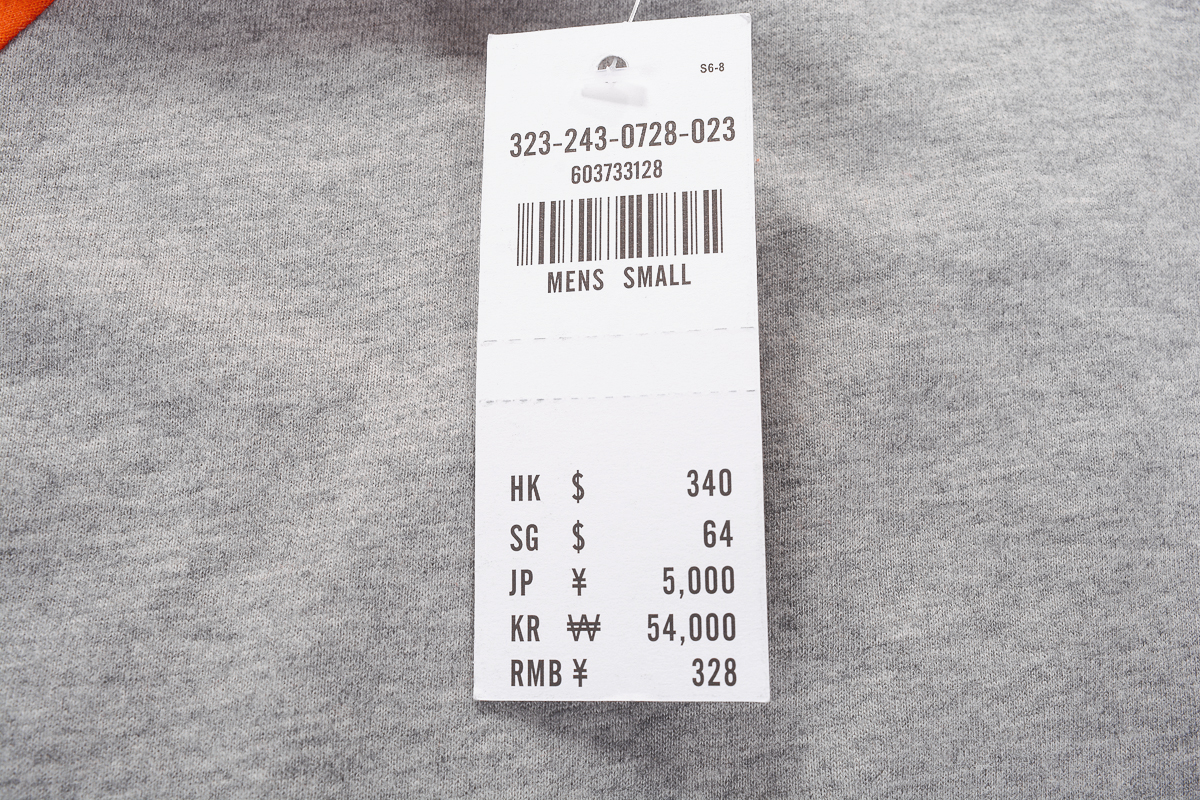 S6-8
323-243-0728-023
603733128
MENS SMALL
HK $ 340
SG $ 64
JP ¥ 5,000
KR ₩ 54,000
RMB ¥ 328